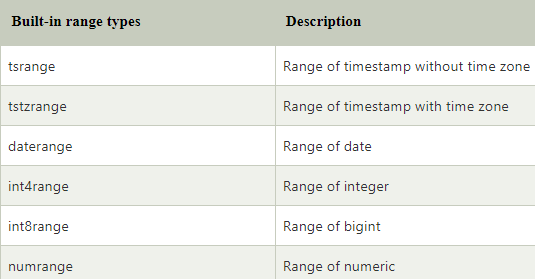 Built-in range types Description
tsrange Range of timestamp without time zone
tstzrange Range of timestamp with time zone
daterange Range of date
int4range Range of integer
int8range Range of bigint
numrange Range of numeric